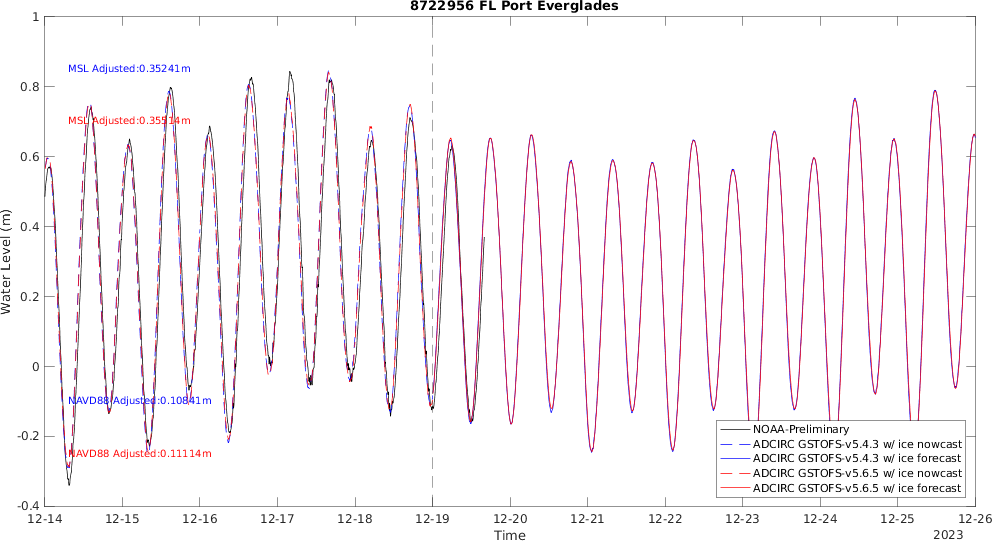 8722956 FL Port Everglades
1
0.8
0.6
0.4
0.2
0
-0.2
-0.4
Water Level (m)
MSL Adjusted:0.35241m
MSL Adjusted:0.35514m
NAVD88 Adjusted:0.10841m
NAVD88 Adjusted:0.11114m
NOAA-Preliminary
ADCIRC GSTOFS-v5.4.3 w/ ice nowcast
ADCIRC GSTOFS-v5.4.3 w/ ice forecast
ADCIRC GSTOFS-v5.6.5 w/ ice nowcast
ADCIRC GSTOFS-v5.6.5 w/ ice forecast
12-14 12-15 12-16 12-17 12-18 12-19 12-20 12-21 12-22 12-23 12-24 12-25 12-26
Time
2023